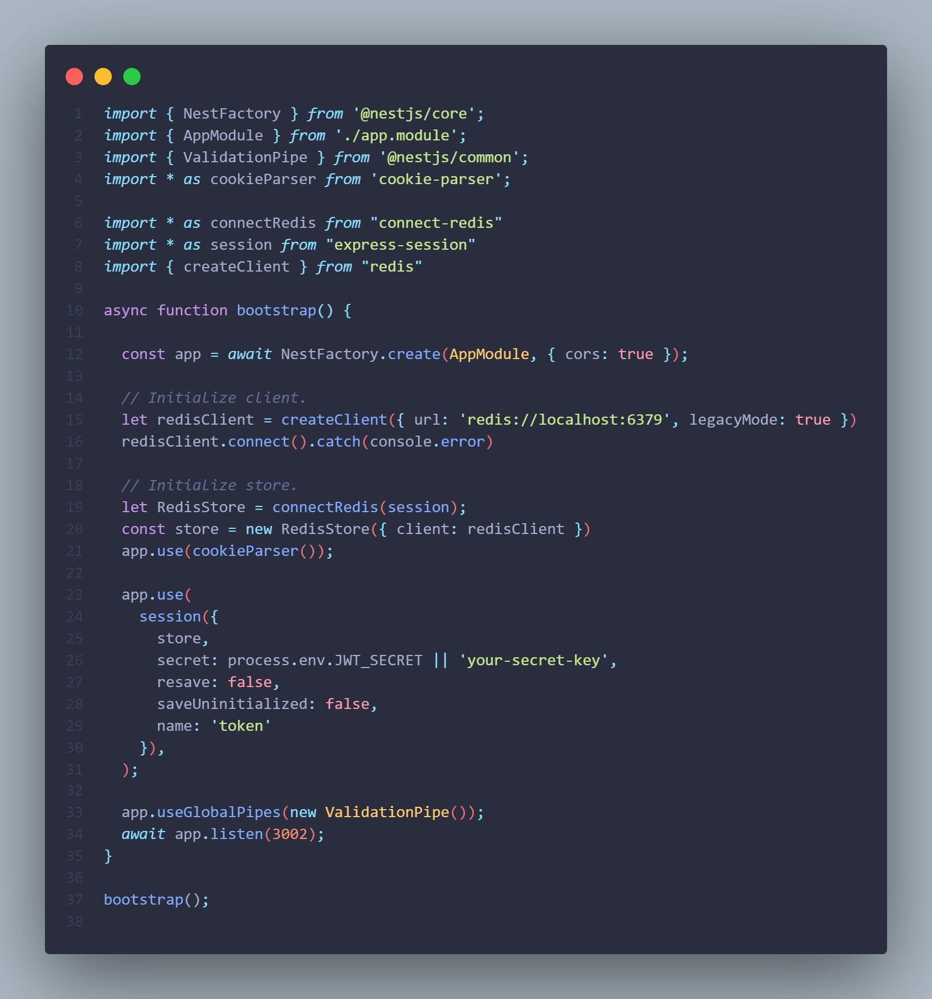 1 import { NestFactory } from '@nestjs/core';
2 import { AppModule } from './app.module';
3 import { ValidationPipe } from '@nestjs/common';
4 import * as cookieParser from 'cookie-parser';
5
6 import * as connectRedis from "connect-redis"
7 import * as session from "express-session"
8 import { createClient } from "redis"
9
10 async function bootstrap() {
11
12   const app = await NestFactory.create(AppModule, { cors: true });
13
14   // Initialize client.
15   let redisClient = createClient({ url: 'redis://localhost:6379', legacyMode: true })
16   redisClient.connect().catch(console.error)
17
18   // Initialize store.
19   let RedisStore = connectRedis(session);
20   const store = new RedisStore({ client: redisClient })
21   app.use(cookieParser());
22
23   app.use(
24     session({
25       store,
26       secret: process.env.JWT_SECRET || 'your-secret-key',
27       resave: false,
28       saveUninitialized: false,
29       name: 'token'
30     }),
31   );
32
33   app.useGlobalPipes(new ValidationPipe());
34   await app.listen(3002);
35 }
36
37 bootstrap();
38